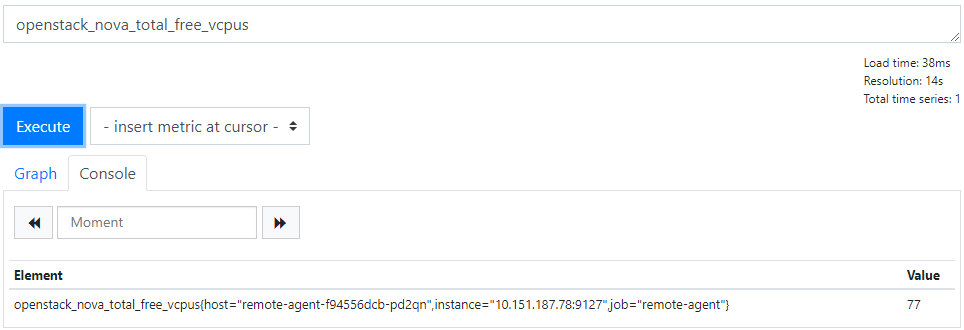 openstack_nova_total_free_vcpus
Load time: 38ms
Resolution: 14s
Total time series: 1
Execute
- insert metric at cursor -
Graph
Console
Moment
Element Value
openstack_nova_total_free_vcpus{host="remote-agent-f94556dcb-pd2qn",instance="10.151.187.78:9127",job="remote-agent"} 77